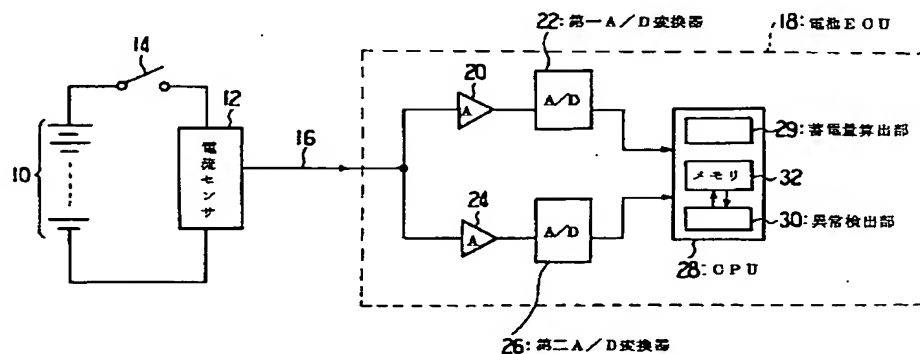 22:第一A/D変換器
18:電池ECU
14
20
A
A/D
12
電流センサ
16
10
29:蓄電量算出部
メモリ
32
24
A
A/D
30:異常検出部
28:CPU
26:第二A/D変換器